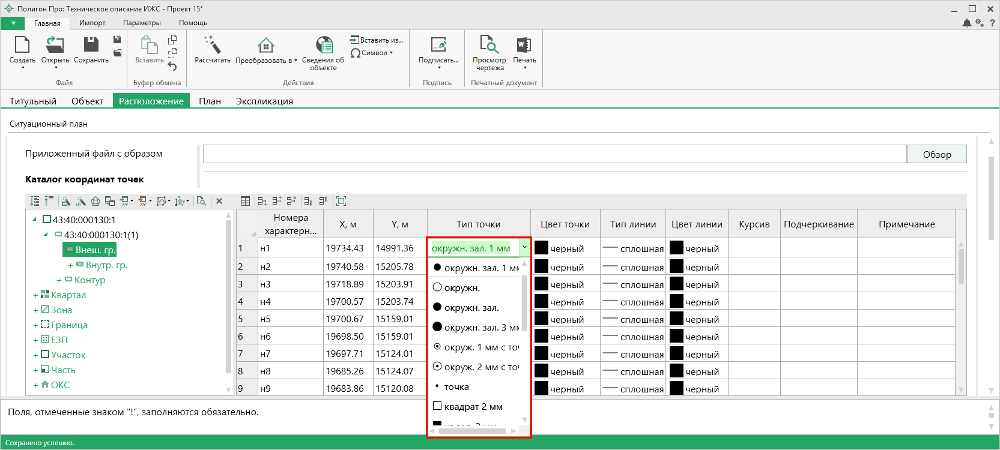 Полигон Про: Техническое описание ИЖС - Проект 15*
Главная Импорт Параметры Помощь
Создать Открыть Сохранить
Файл
Вставить
Буфер обмена
Рассчитать Преобразовать в Сведения об объекте
Вставить из...
Символ
Действия
Подписать...
Подпись
Просмотр чертежа Печать
Печатный документ
Титульный Объект Расположение План Экспликация
Ситуационный план
Приложенный файл с образом Обзор
Каталог координат точек
43:40:000130:1
43:40:000130:1(1)
Внеш. гр.
+ Внутр. гр.
+ Контур
+ Квартал
+ Зона
+ Граница
+ ЕЗП
+ Участок
+ Часть
+ ОКС
Номера характерн... X, м Y, м Тип точки Цвет точки Тип линии Цвет линии Курсив Подчеркивание Примечание
1 н1 19734.43 14991.36 окружн. зал. 1 мм черный сплошная черный
2 н2 19740.58 15205.78 черный сплошная черный
3 н3 19718.89 15203.91 черный сплошная черный
4 н4 19700.57 15203.74 черный сплошная черный
5 н5 19700.67 15159.01 черный сплошная черный
6 н6 19698.50 15159.01 черный сплошная черный
7 н7 19697.71 15124.01 черный сплошная черный
8 н8 19685.26 15124.07 черный сплошная черный
9 н9 19683.86 15120.08 черный сплошная черный
окружн. зал. 1 мм
окружн.
окружн. зал.
окружн. зал. 3 мм
окруж. 1 мм с то
окруж. 2 мм с то
точка
квадрат 2 мм
Поля, отмеченные знаком "!", заполняются обязательно.
Сохранено успешно.